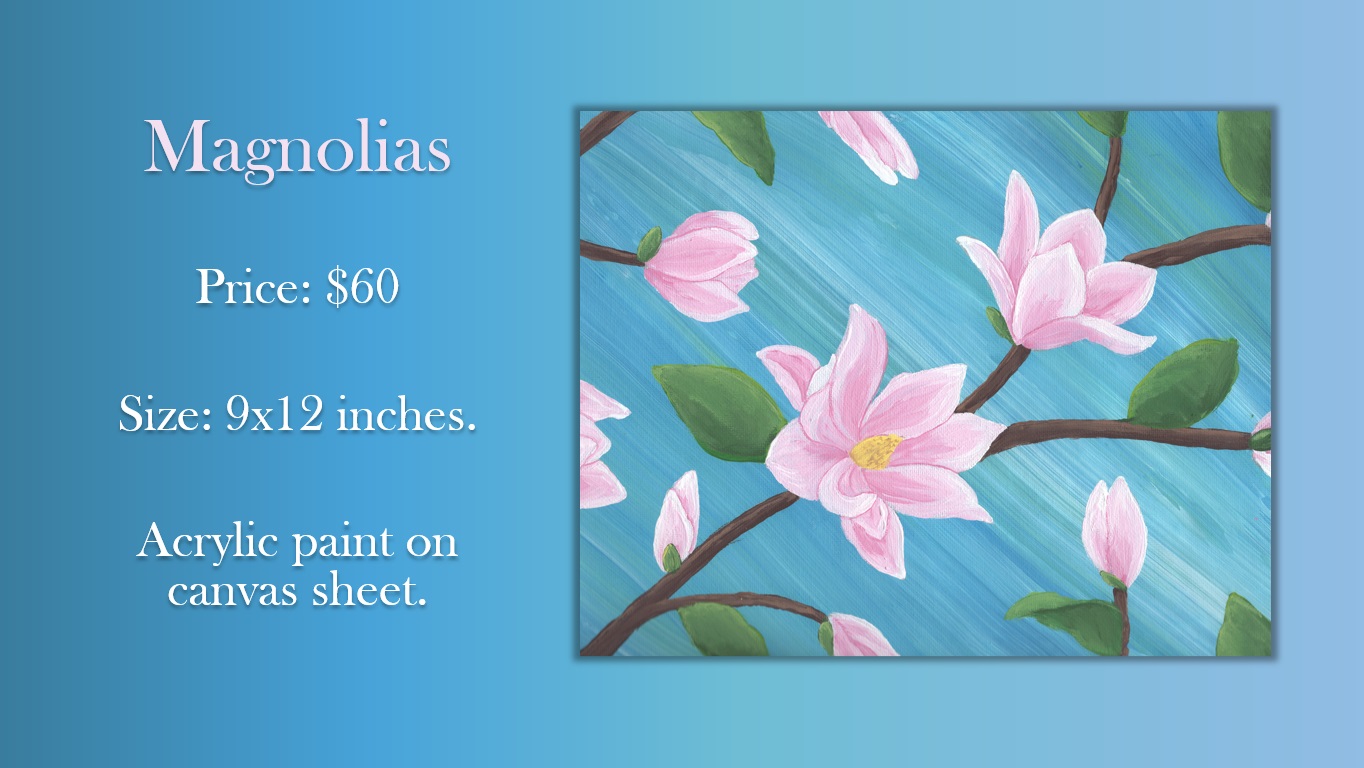 Magnolias
Price: $60
Size: 9x12 inches.
Acrylic paint on
canvas sheet.